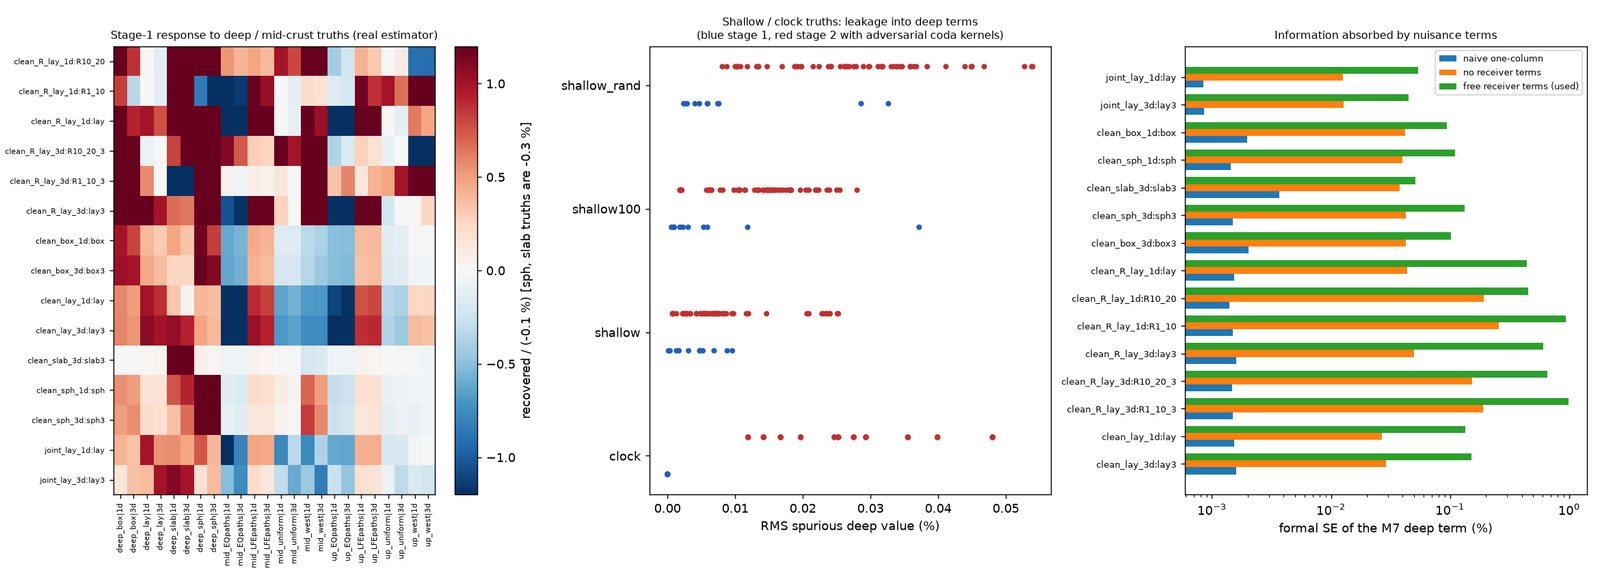 Stage-1 response to deep / mid-crust truths (real estimator)
clean_R_lay_1d:R10_20
clean_R_lay_1d:R1_10
clean_R_lay_1d:lay
clean_R_lay_3d:R10_20_3
clean_R_lay_3d:R1_10_3
clean_R_lay_3d:lay3
clean_box_1d:box
clean_box_3d:box3
clean_lay_1d:lay
clean_lay_3d:lay3
clean_slab_3d:slab3
clean_sph_1d:sph
clean_sph_3d:sph3
joint_lay_1d:lay
joint_lay_3d:lay3
deep_box|1d
deep_box|3d
deep_lay|1d
deep_lay|3d
deep_slab|1d
deep_slab|3d
deep_sph|1d
deep_sph|3d
mid_EQpaths|1d
mid_EQpaths|3d
mid_LFEpaths|1d
mid_LFEpaths|3d
mid_uniform|1d
mid_uniform|3d
mid_west|1d
mid_west|3d
up_EQpaths|1d
up_EQpaths|3d
up_LFEpaths|1d
up_LFEpaths|3d
up_uniform|1d
up_uniform|3d
up_west|1d
up_west|3d
1.0
0.5
0.0
−0.5
−1.0
recovered / (-0.1 %) [sph, slab truths are -0.3 %]
Shallow / clock truths: leakage into deep terms
(blue stage 1, red stage 2 with adversarial coda kernels)
shallow_rand
shallow100
shallow
clock
0.00
0.01
0.02
0.03
0.04
0.05
RMS spurious deep value (%)
Information absorbed by nuisance terms
naive one-column
no receiver terms
free receiver terms (used)
joint_lay_1d:lay
joint_lay_3d:lay3
clean_box_1d:box
clean_sph_1d:sph
clean_slab_3d:slab3
clean_sph_3d:sph3
clean_box_3d:box3
clean_R_lay_1d:lay
clean_R_lay_1d:R10_20
clean_R_lay_1d:R1_10
clean_R_lay_3d:lay3
clean_R_lay_3d:R10_20_3
clean_R_lay_3d:R1_10_3
clean_lay_1d:lay
clean_lay_3d:lay3
10⁻³
10⁻²
10⁻¹
10⁰
formal SE of the M7 deep term (%)